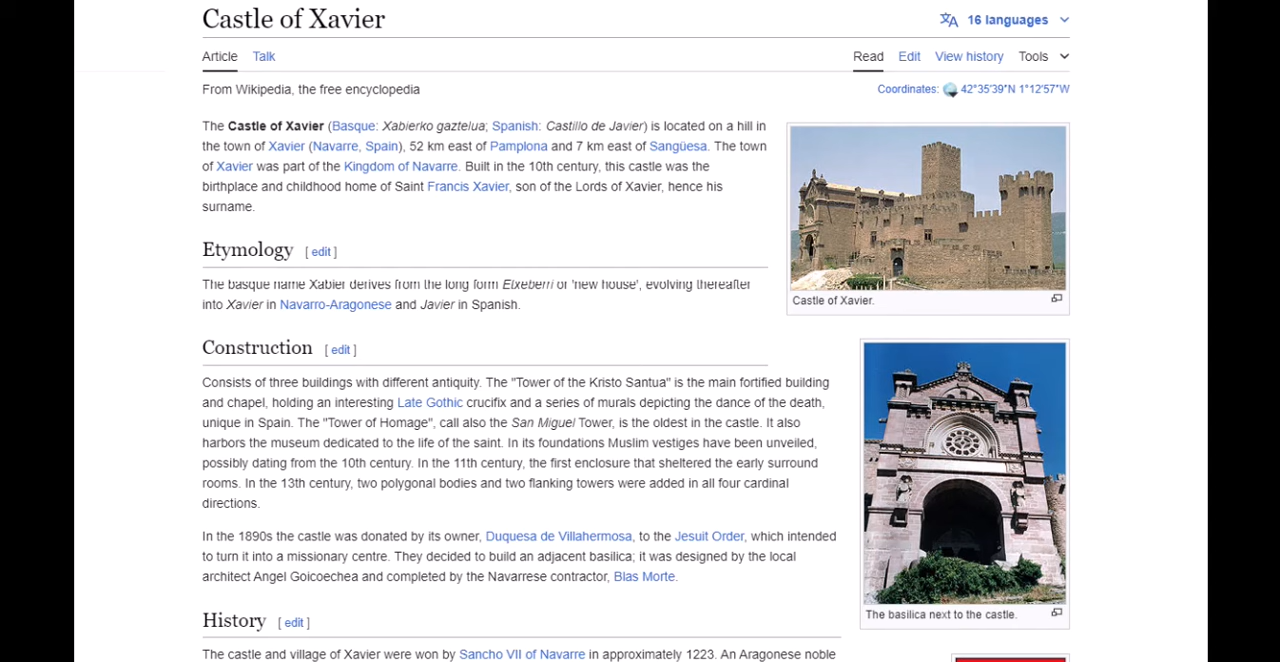 Castle of Xavier
16 languages
Article Talk
Read Edit View history Tools
From Wikipedia, the free encyclopedia
Coordinates: 42°35′39″N 1°12′57″W
The Castle of Xavier (Basque: Xabierko gaztelua; Spanish: Castillo de Javier) is located on a hill in
the town of Xavier (Navarre, Spain), 52 km east of Pamplona and 7 km east of Sangüesa. The town
of Xavier was part of the Kingdom of Navarre. Built in the 10th century, this castle was the
birthplace and childhood home of Saint Francis Xavier, son of the Lords of Xavier, hence his
surname.
Castle of Xavier.
Etymology [ edit ]
The basque name Xabier derives from the long form Etxeberri or 'new house', evolving thereafter
into Xavier in Navarro-Aragonese and Javier in Spanish.
Construction [ edit ]
Consists of three buildings with different antiquity. The "Tower of the Kristo Santua" is the main fortified building
and chapel, holding an interesting Late Gothic crucifix and a series of murals depicting the dance of the death,
unique in Spain. The "Tower of Homage", call also the San Miguel Tower, is the oldest in the castle. It also
harbors the museum dedicated to the life of the saint. In its foundations Muslim vestiges have been unveiled,
possibly dating from the 10th century. In the 11th century, the first enclosure that sheltered the early surround
rooms. In the 13th century, two polygonal bodies and two flanking towers were added in all four cardinal
directions.
In the 1890s the castle was donated by its owner, Duquesa de Villahermosa, to the Jesuit Order, which intended
to turn it into a missionary centre. They decided to build an adjacent basilica; it was designed by the local
architect Angel Goicoechea and completed by the Navarrese contractor, Blas Morte.
The basilica next to the castle.
History [ edit ]
The castle and village of Xavier were won by Sancho VII of Navarre in approximately 1223. An Aragonese noble